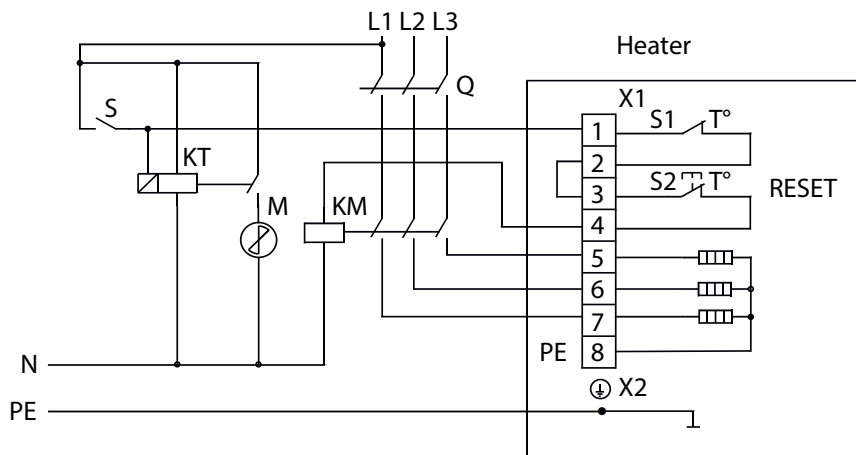 L1 L2 L3
Heater
Q
X1
S
1
S1
T°
KT
2
3
S2
T°
RESET
M
KM
4
5
6
7
PE
8
N
X2
PE